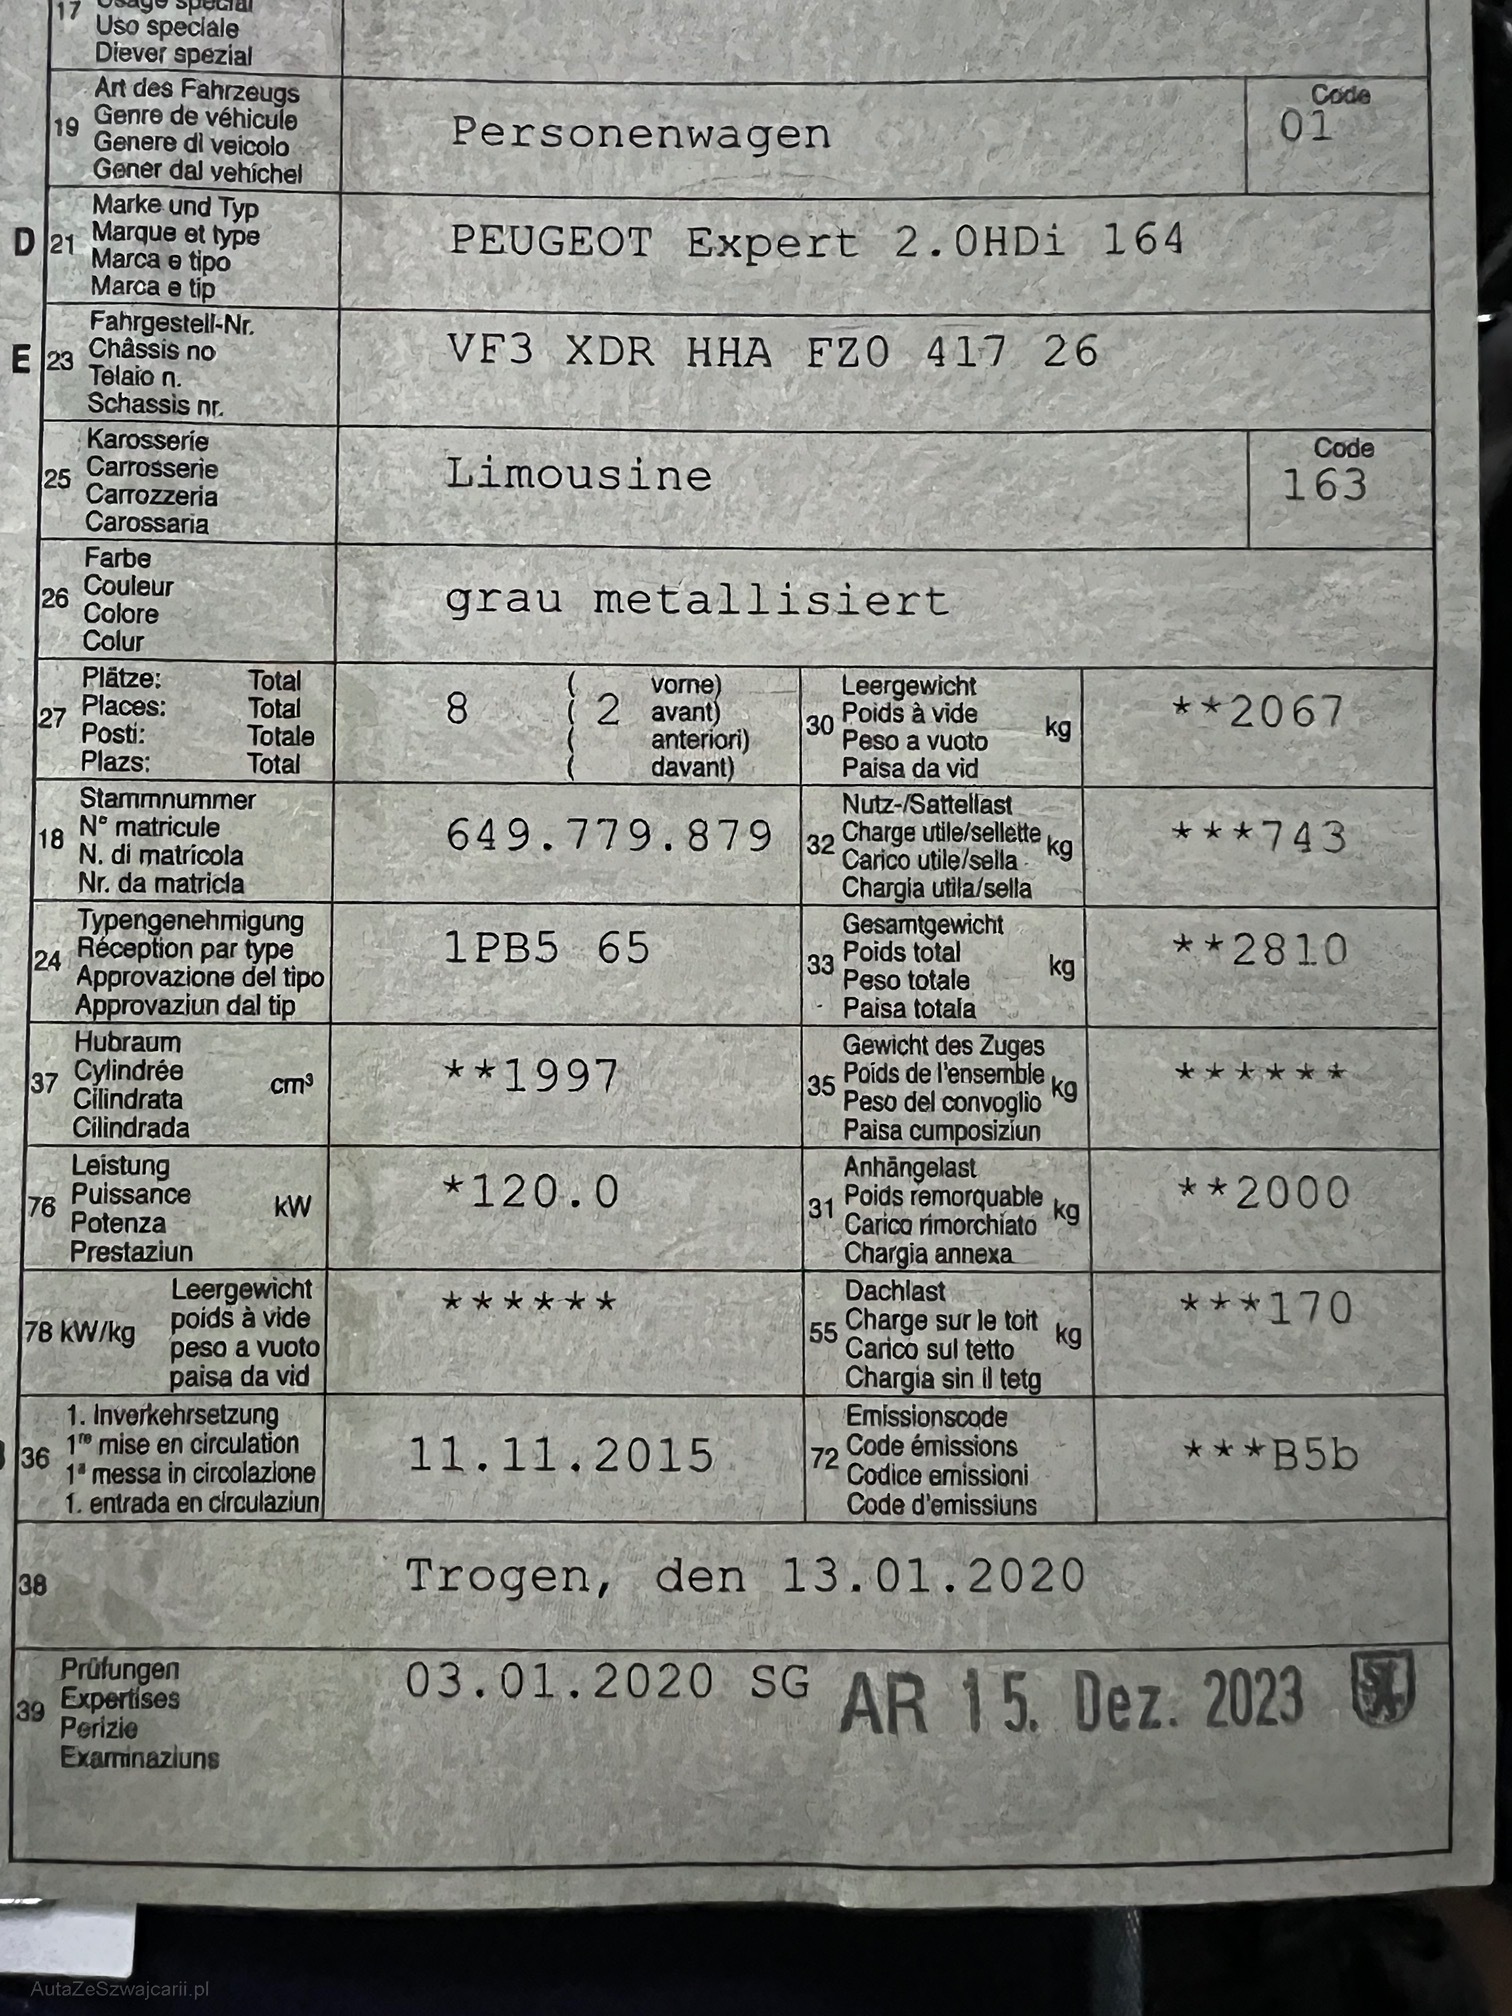 17 Usage spécial
Uso speciale
Diever spezial
19 Art des Fahrzeugs
Genre de véhicule
Genere di veicolo
Gener dal vehichel
Personenwagen
Code
01
D 21 Marke und Typ
Marque et type
Marca e tipo
Marca e tip
PEUGEOT Expert 2.0HDi 164
E 23 Fahrgestell-Nr.
Châssis no
Telaio n.
Schassis nr.
VF3 XDR HHA FZ0 417 26
25 Karosserie
Carrosserie
Carrozzeria
Carossaria
Limousine
Code
163
26 Farbe
Couleur
Colore
Colur
grau metallisiert
27 Plätze: Total
Places: Total
Posti: Totale
Plazs: Total
8 ( 2 vorne)
( avant)
( anteriori)
( davant)
30 Leergewicht
Poids à vide kg
Peso a vuoto
Paisa da vid
**2067
18 Stammnummer
N° matricule
N. di matricola
Nr. da matricla
649.779.879
32 Nutz-/Sattellast
Charge utile/sellette kg
Carico utile/sella
Chargia utila/sella
***743
24 Typengenehmigung
Réception par type
Approvazione del tipo
Approvaziun dal tip
1PB5 65
33 Gesamtgewicht
Poids total kg
Peso totale
Paisa totala
**2810
37 Hubraum
Cylindrée cm³
Cilindrata
Cilindrada
**1997
35 Gewicht des Zuges
Poids de l'ensemble kg
Peso del convoglio
Paisa cumposiziun
******
76 Leistung
Puissance kW
Potenza
Prestaziun
*120.0
31 Anhängelast
Poids remorquable kg
Carico rimorchiato
Chargia annexa
**2000
78 kW/kg Leergewicht
poids à vide
peso a vuoto
paisa da vid
******
55 Dachlast
Charge sur le toit kg
Carico sul tetto
Chargia sin il tetg
***170
36 1. Inverkehrsetzung
1re mise en circulation
1a messa in circolazione
1. entrada en circulaziun
11.11.2015
72 Emissionscode
Code émissions
Codice emissioni
Code d'emissiuns
***B5b
38 Trogen, den 13.01.2020
39 Prüfungen
Expertises
Perizie
Examinaziuns
03.01.2020 SG AR 15. Dez. 2023
AutaZeSzwajcarii.pl